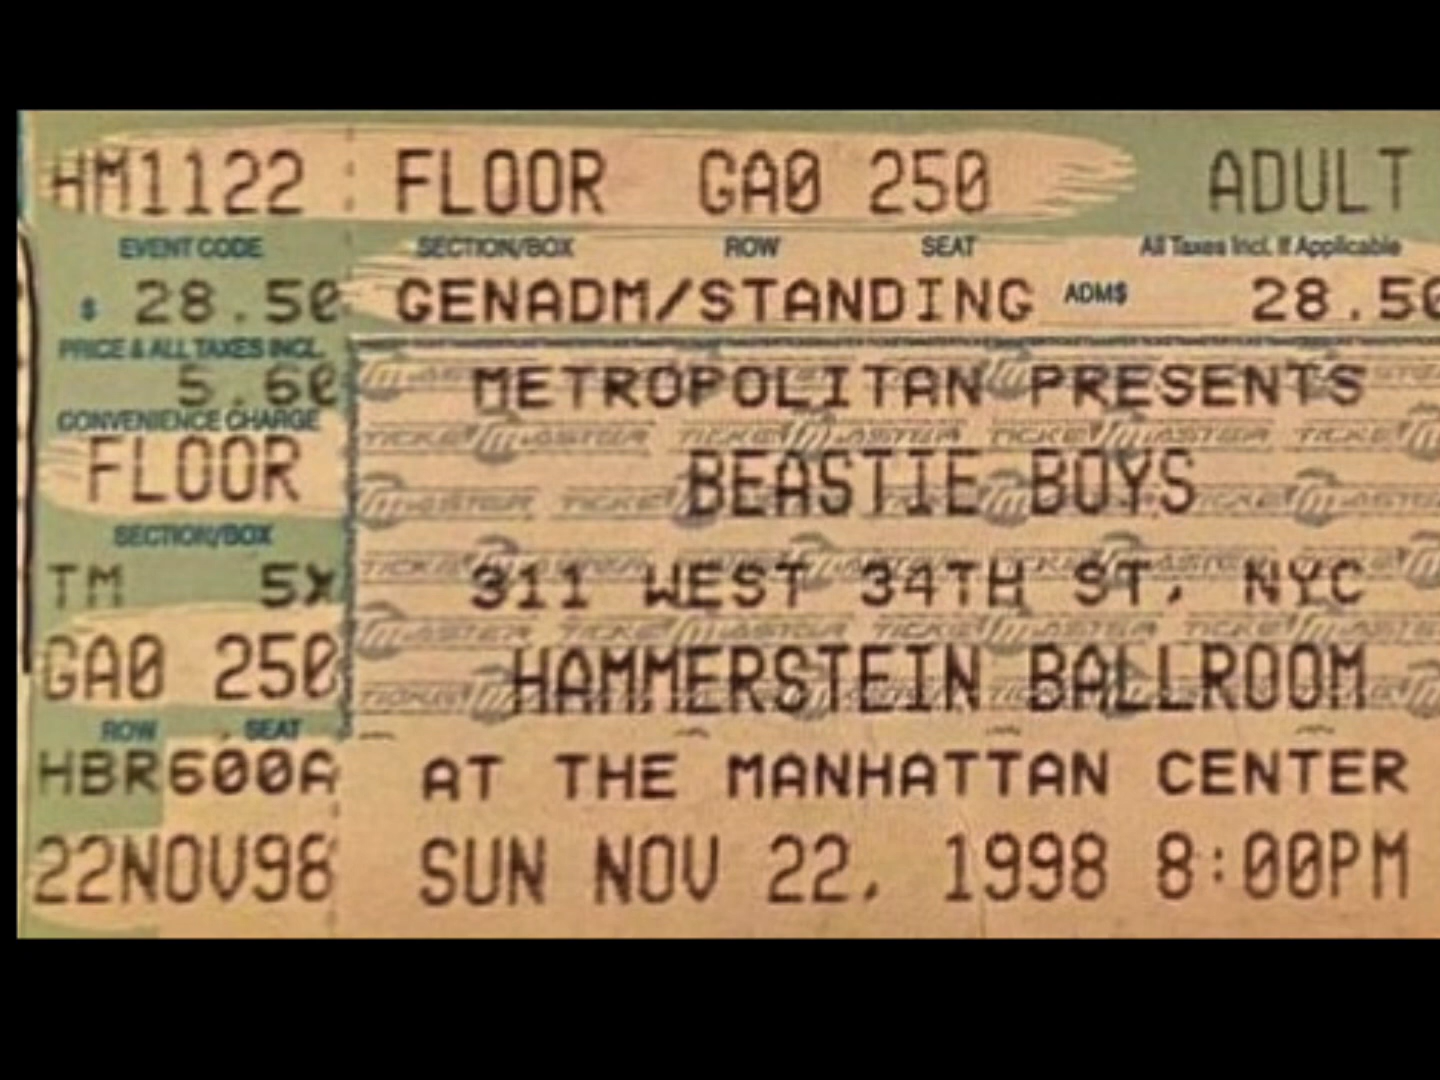 HM1122 FLOOR GA0 250 ADULT
EVENT CODE SECTION/BOX ROW SEAT All Taxes Incl. If Applicable
$ 28.50 GENADM/STANDING ADM$ 28.50
PRICE & ALL TAXES INCL.
5.60 METROPOLITAN PRESENTS
CONVENIENCE CHARGE
FLOOR BEASTIE BOYS
SECTION/BOX
TM 5X 311 WEST 34TH ST, NYC
GA0 250 HAMMERSTEIN BALLROOM
ROW SEAT
HBR600A AT THE MANHATTAN CENTER
22NOV98 SUN NOV 22, 1998 8:00PM